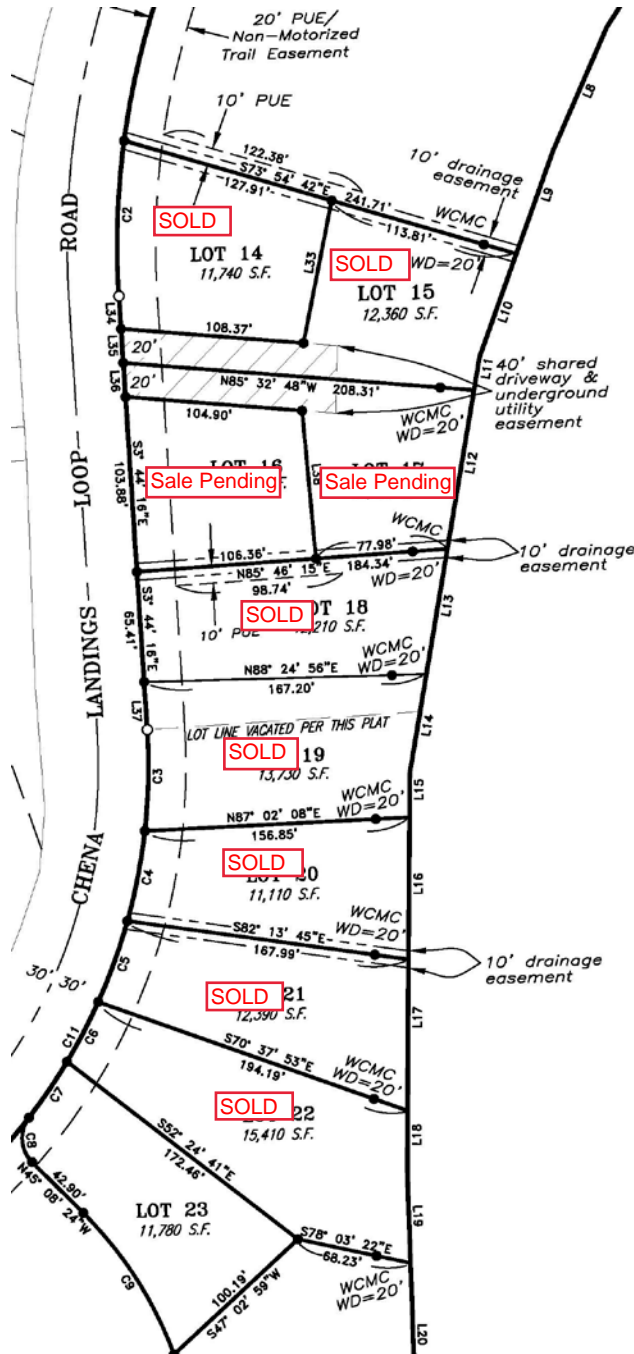 20' PUE/
Non-Motorized
Trail Easement
L8
10' PUE
10' drainage
easement
L9
122.38'
S73° 54' 42"E
241.71'
127.91'
113.81'
WCMC
WD=20'
ROAD
C2
SOLD
LOT 14
11,740 S.F.
L33
SOLD
LOT 15
12,360 S.F.
L10
L34
108.37'
L35
20'
N85° 32' 48"W
208.31'
L11
40' shared
driveway &
underground
utility
easement
L36
20'
104.90'
WCMC
WD=20'
L12
LOOP
S3° 44' 16"E
103.88'
LOT 16
Sale Pending
L38
Sale Pending
WCMC
106.36'
77.98'
N85° 46' 15"E
184.34'
WD=20'
10' drainage
easement
98.74'
10' PUE
S3° 44' 16"E
65.41'
SOLD
LOT 18
12,210 S.F.
L13
WCMC
WD=20'
N88° 24' 56"E
167.20'
LANDINGS
L37
LOT LINE VACATED PER THIS PLAT
L14
SOLD
19
13,730 S.F.
C3
L15
WCMC
WD=20'
N87° 02' 08"E
156.85'
CHENA
C4
SOLD
LOT 20
11,110 S.F.
L16
WCMC
WD=20'
S82° 13' 45"E
167.99'
10' drainage
easement
30' 30'
C5
SOLD
21
12,390 S.F.
L17
C6
C11
S70° 37' 53"E
194.19'
WCMC
WD=20'
C7
SOLD
22
15,410 S.F.
L18
C8
S52° 24' 41"E
172.46'
42.90'
N45° 08' 24"W
LOT 23
11,780 S.F.
L19
S78° 03' 22"E
68.23'
WCMC
WD=20'
C9
100.19'
S47° 02' 59"W
L20